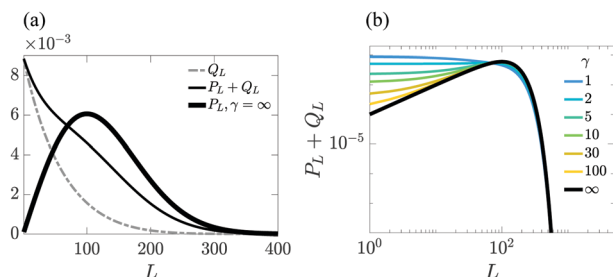 (a)
×10⁻³
8
6
4
2
0
Q_L
P_L + Q_L
P_L, γ = ∞
100
200
300
400
L
(b)
P_L + Q_L
10⁻⁵
10⁰
10²
L
γ
1
2
5
10
30
100
∞